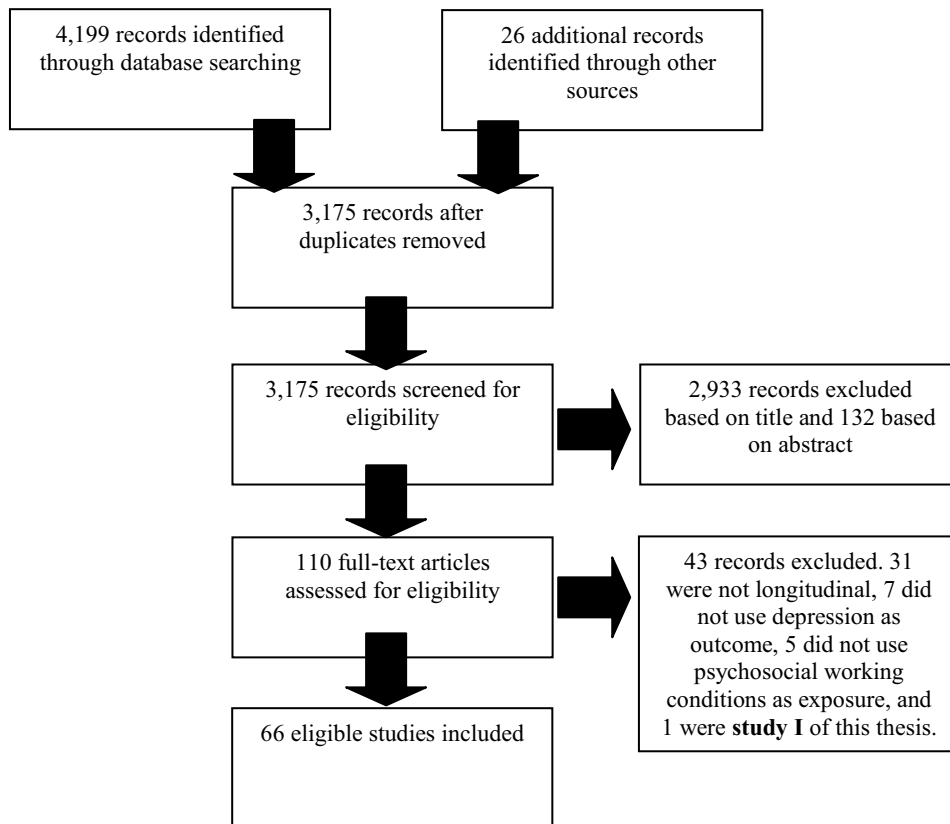 4,199 records identified
through database searching
26 additional records
identified through other
sources
3,175 records after
duplicates removed
3,175 records screened for
eligibility
2,933 records excluded
based on title and 132 based
on abstract
110 full-text articles
assessed for eligibility
43 records excluded. 31
were not longitudinal, 7 did
not use depression as
outcome, 5 did not use
psychosocial working
conditions as exposure, and
1 were study I of this thesis.
66 eligible studies included